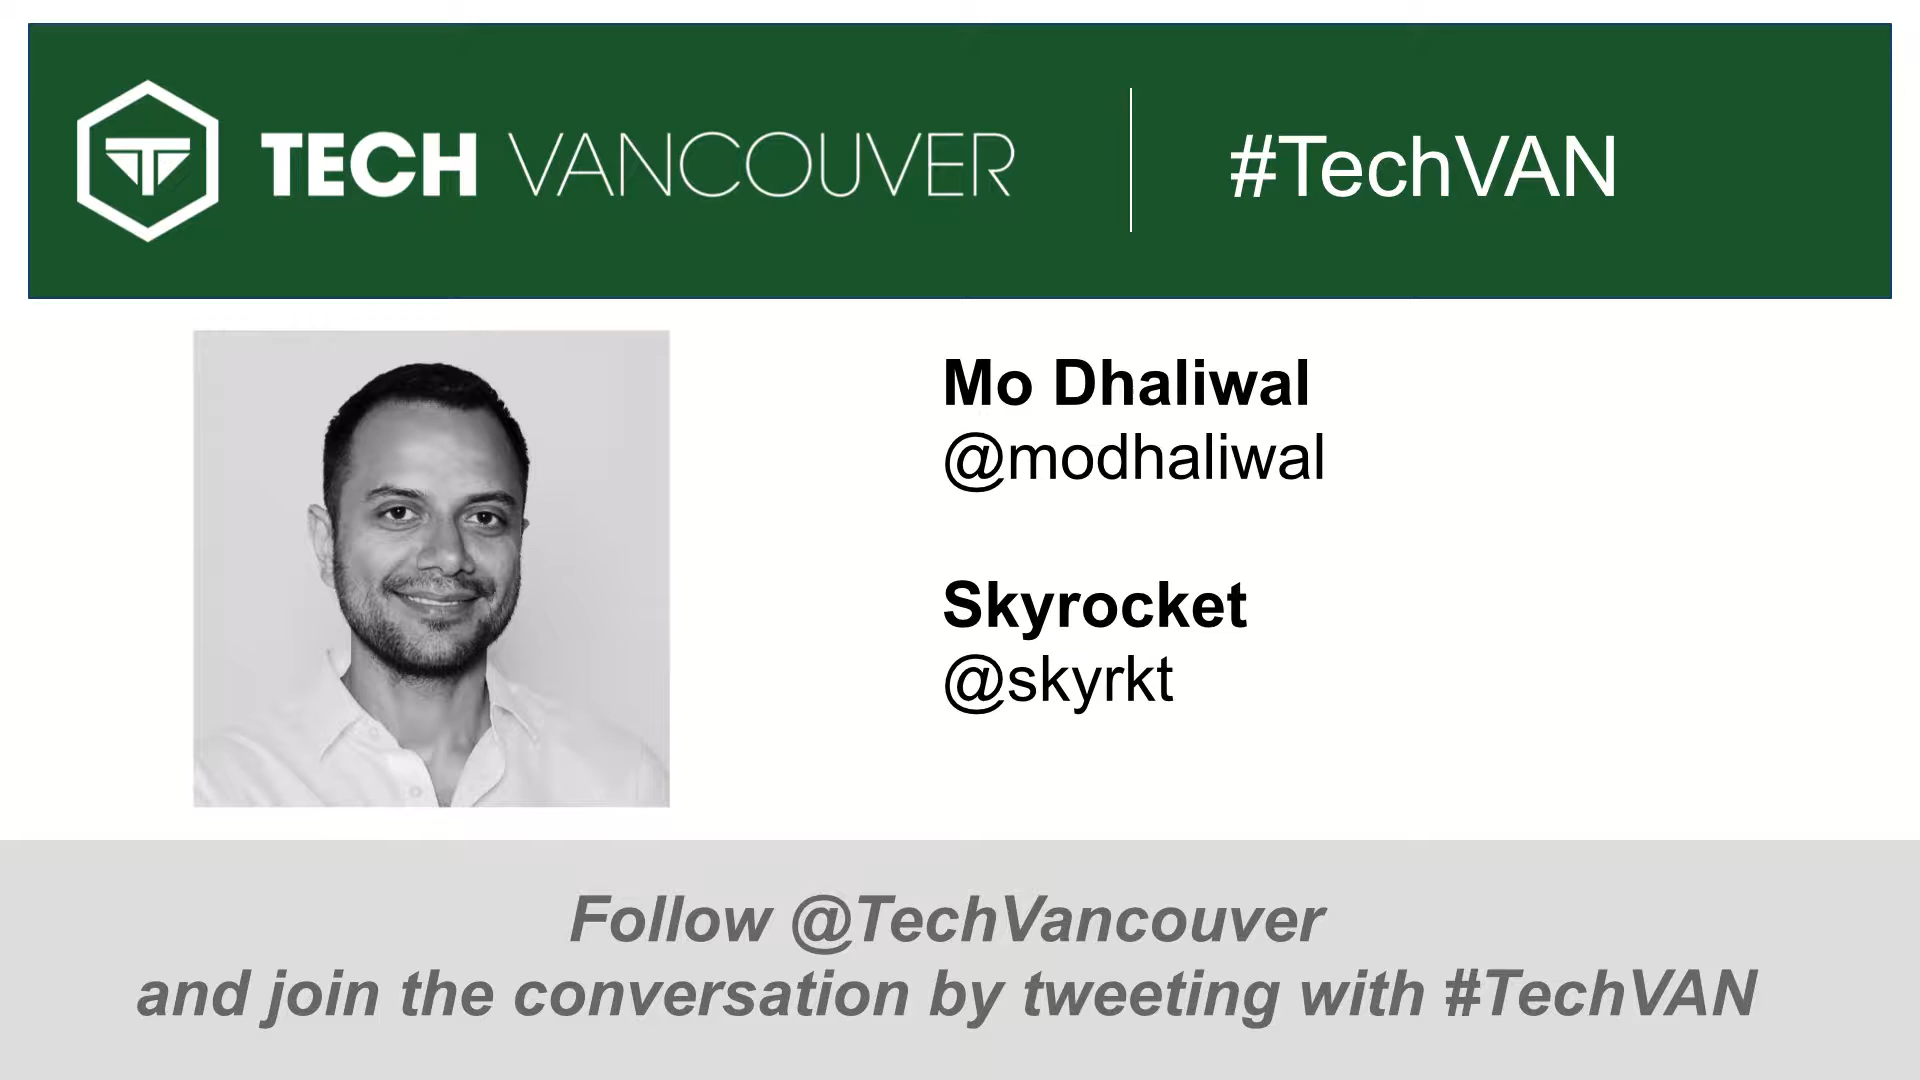 TECH VANCOUVER
#TechVAN
Mo Dhaliwal
@modhaliwal
Skyrocket
@skyrkt
Follow @TechVancouver
and join the conversation by tweeting with #TechVAN